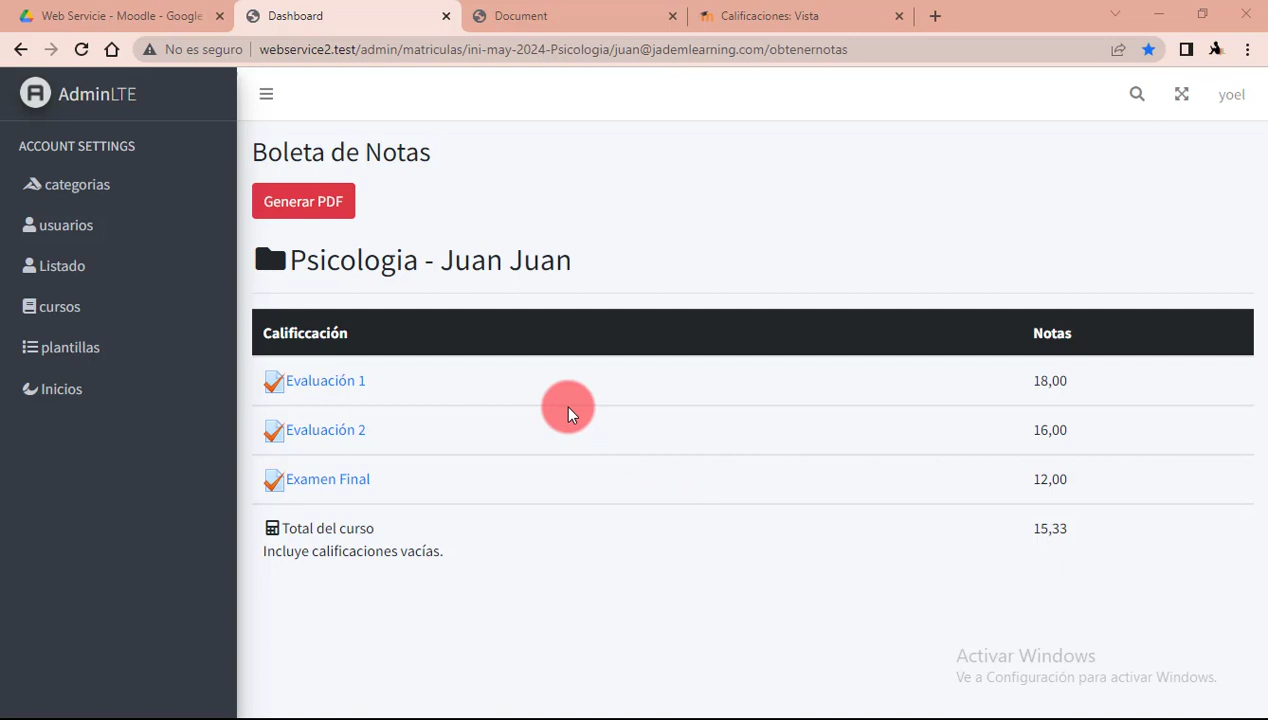 Web Servicie - Moodle - Google
Dashboard
Document
Calificaciones: Vista
No es seguro
webservice2.test/admin/matriculas/ini-may-2024-Psicologia/juan@jademlearning.com/obtenernotas
AdminLTE
yoel
ACCOUNT SETTINGS
categorias
usuarios
Listado
cursos
plantillas
Inicios
Boleta de Notas
Generar PDF
Psicologia - Juan Juan
Calificcación Notas
Evaluación 1 18,00
Evaluación 2 16,00
Examen Final 12,00
Total del curso 15,33
Incluye calificaciones vacías.
Activar Windows
Ve a Configuración para activar Windows.